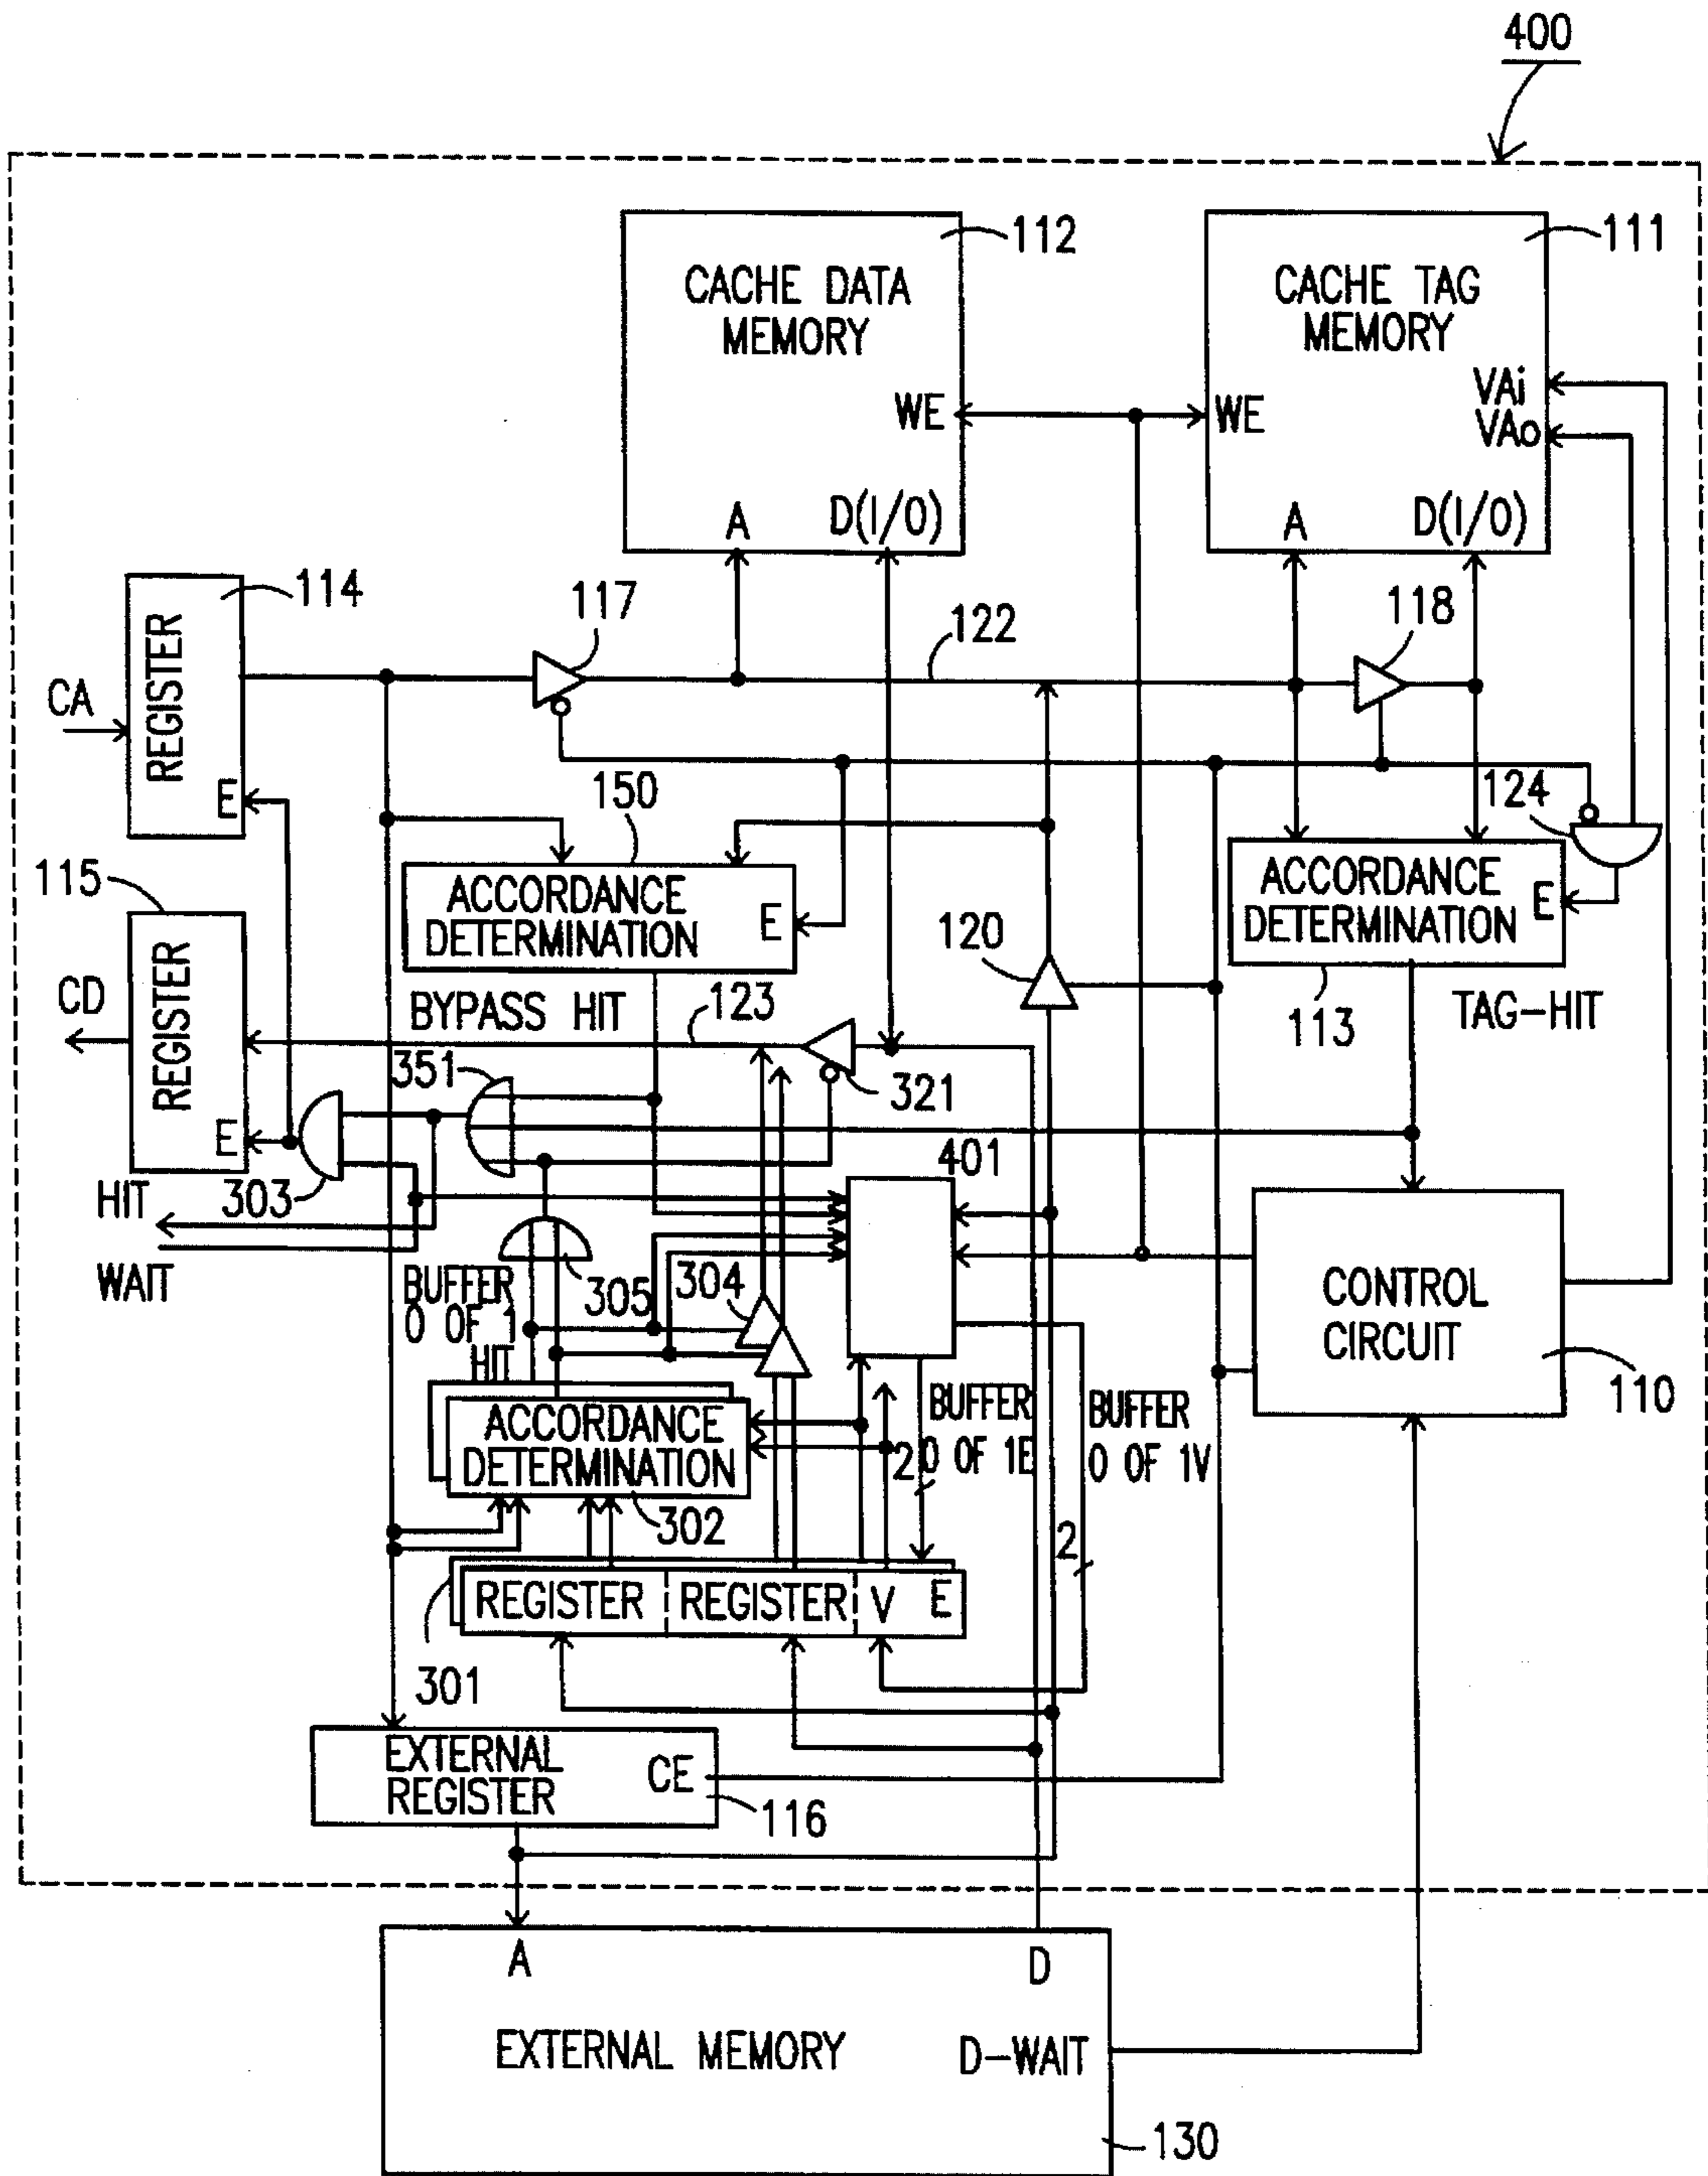 400
112
111
CACHE DATA
MEMORY
CACHE TAG
MEMORY
VAi
VAo
WE
WE
A
D(I/O)
A
D(I/O)
114
117
118
122
REGISTER
CA
E
150
124
115
ACCORDANCE
DETERMINATION
E
ACCORDANCE
DETERMINATION
E
120
REGISTER
CD
BYPASS HIT
123
113
TAG-HIT
351
321
E
401
303
HIT
WAIT
BUFFER
0 OF 1
HIT
305
304
CONTROL
CIRCUIT
110
BUFFER
0 OF 1E
BUFFER
0 OF 1V
ACCORDANCE
DETERMINATION
2
302
2
REGISTER
REGISTER
V
E
301
EXTERNAL
REGISTER
CE
116
A
D
EXTERNAL MEMORY
D-WAIT
130